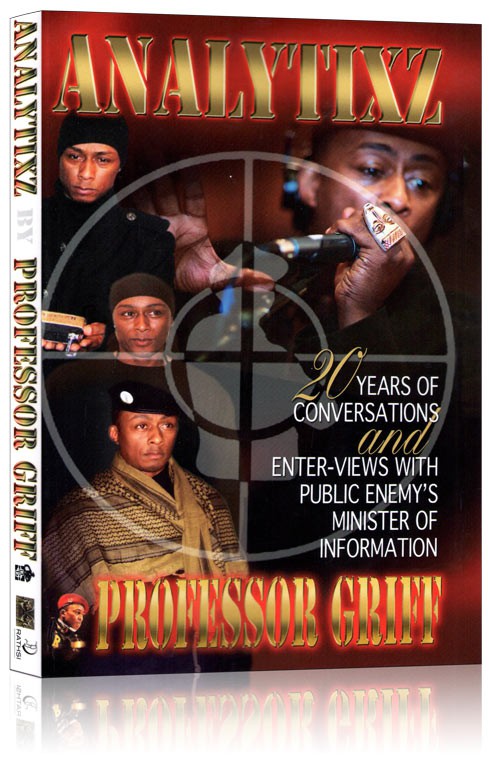 ANALYTIXZ
20 YEARS OF
CONVERSATIONS
and
ENTER-VIEWS WITH
PUBLIC ENEMY'S
MINISTER OF
INFORMATION
PROFESSOR GRIFF
ANALYTIXZ BY PROFESSOR GRIFF
RATHSI